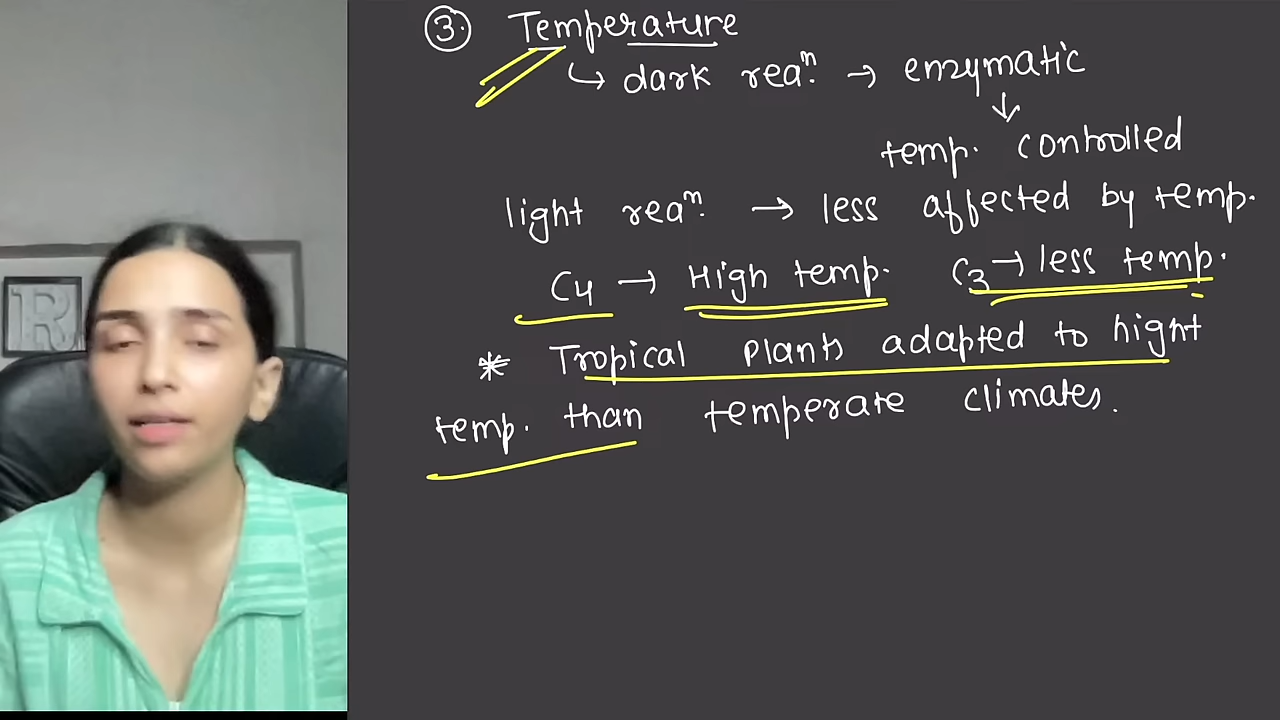 3. Temperature
↳ dark reaⁿ. → enzymatic
↓
temp. controlled
light reaⁿ. → less affected by temp.
C4 → High temp. C3 → less temp.
* Tropical Plants adapted to hight
temp. than temperate climates.
R